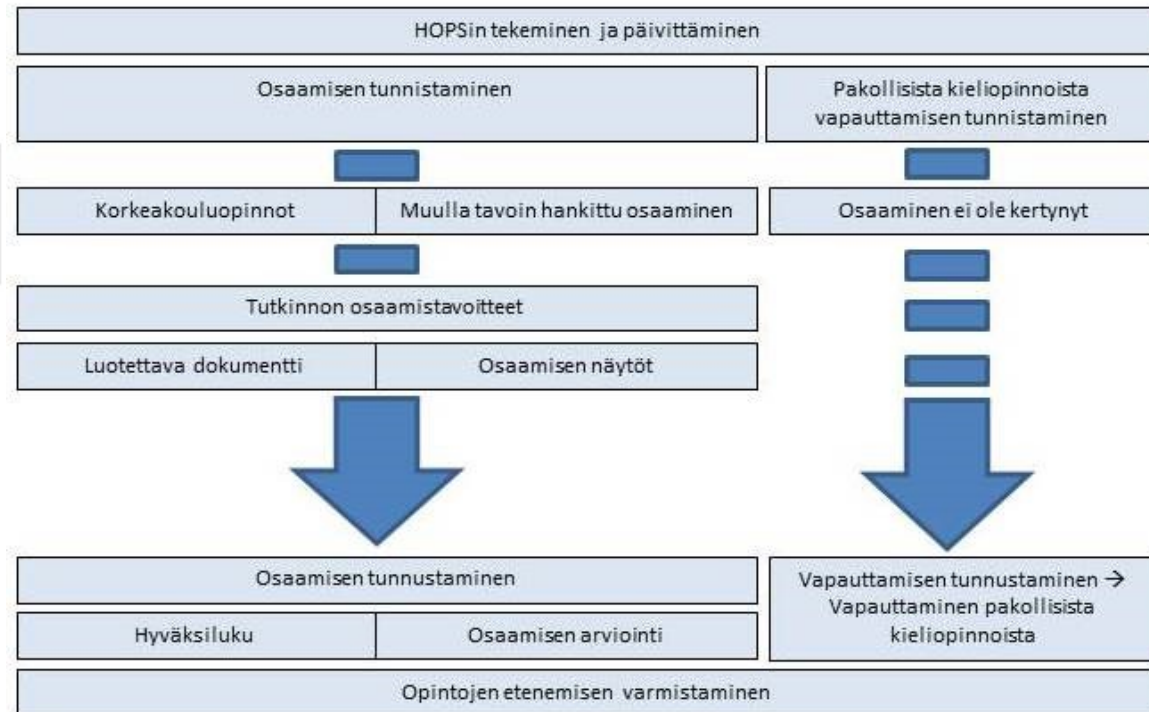 HOPSin tekeminen ja päivittäminen
Osaamisen tunnistaminen
Pakollisista kieliopinnoista
vapauttamisen tunnistaminen
Korkeakouluopinnot
Muulla tavoin hankittu osaaminen
Osaaminen ei ole kertynyt
Tutkinnon osaamistavoitteet
Luotettava dokumentti
Osaamisen näytöt
Osaamisen tunnustaminen
Vapauttamisen tunnustaminen →
Vapauttaminen pakollisista
kieliopinnoista
Hyväksiluku
Osaamisen arviointi
Opintojen etenemisen varmistaminen